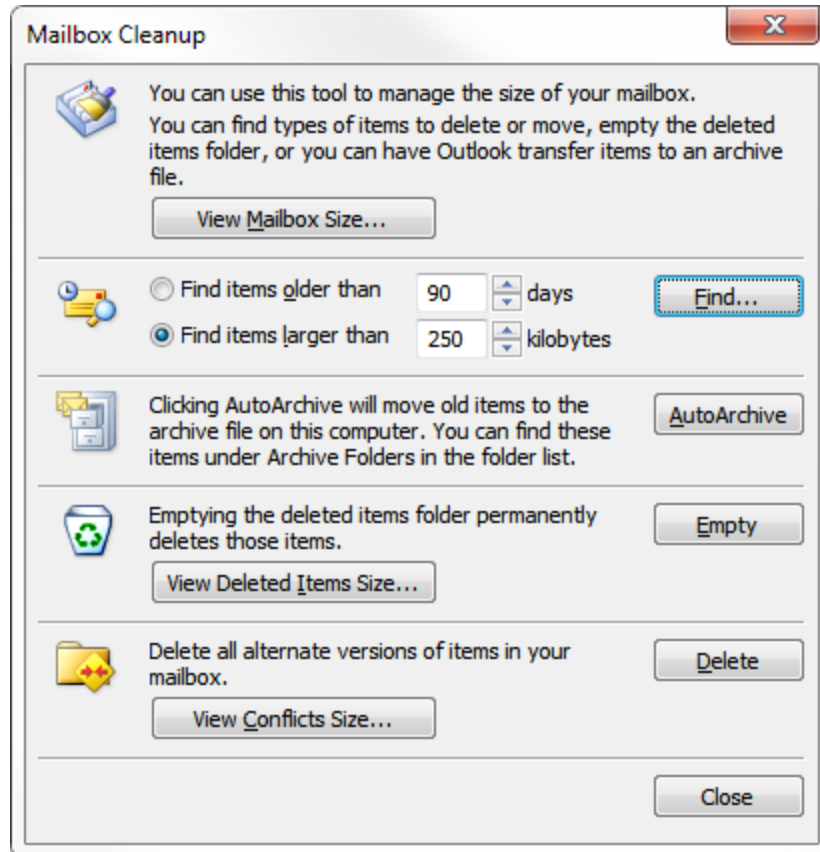 Mailbox Cleanup
You can use this tool to manage the size of your mailbox.
You can find types of items to delete or move, empty the deleted
items folder, or you can have Outlook transfer items to an archive
file.
View Mailbox Size...
Find items older than 90 days
Find...
Find items larger than 250 kilobytes
Clicking AutoArchive will move old items to the
archive file on this computer. You can find these
items under Archive Folders in the folder list.
AutoArchive
Emptying the deleted items folder permanently
deletes those items.
Empty
View Deleted Items Size...
Delete all alternate versions of items in your
mailbox.
Delete
View Conflicts Size...
Close